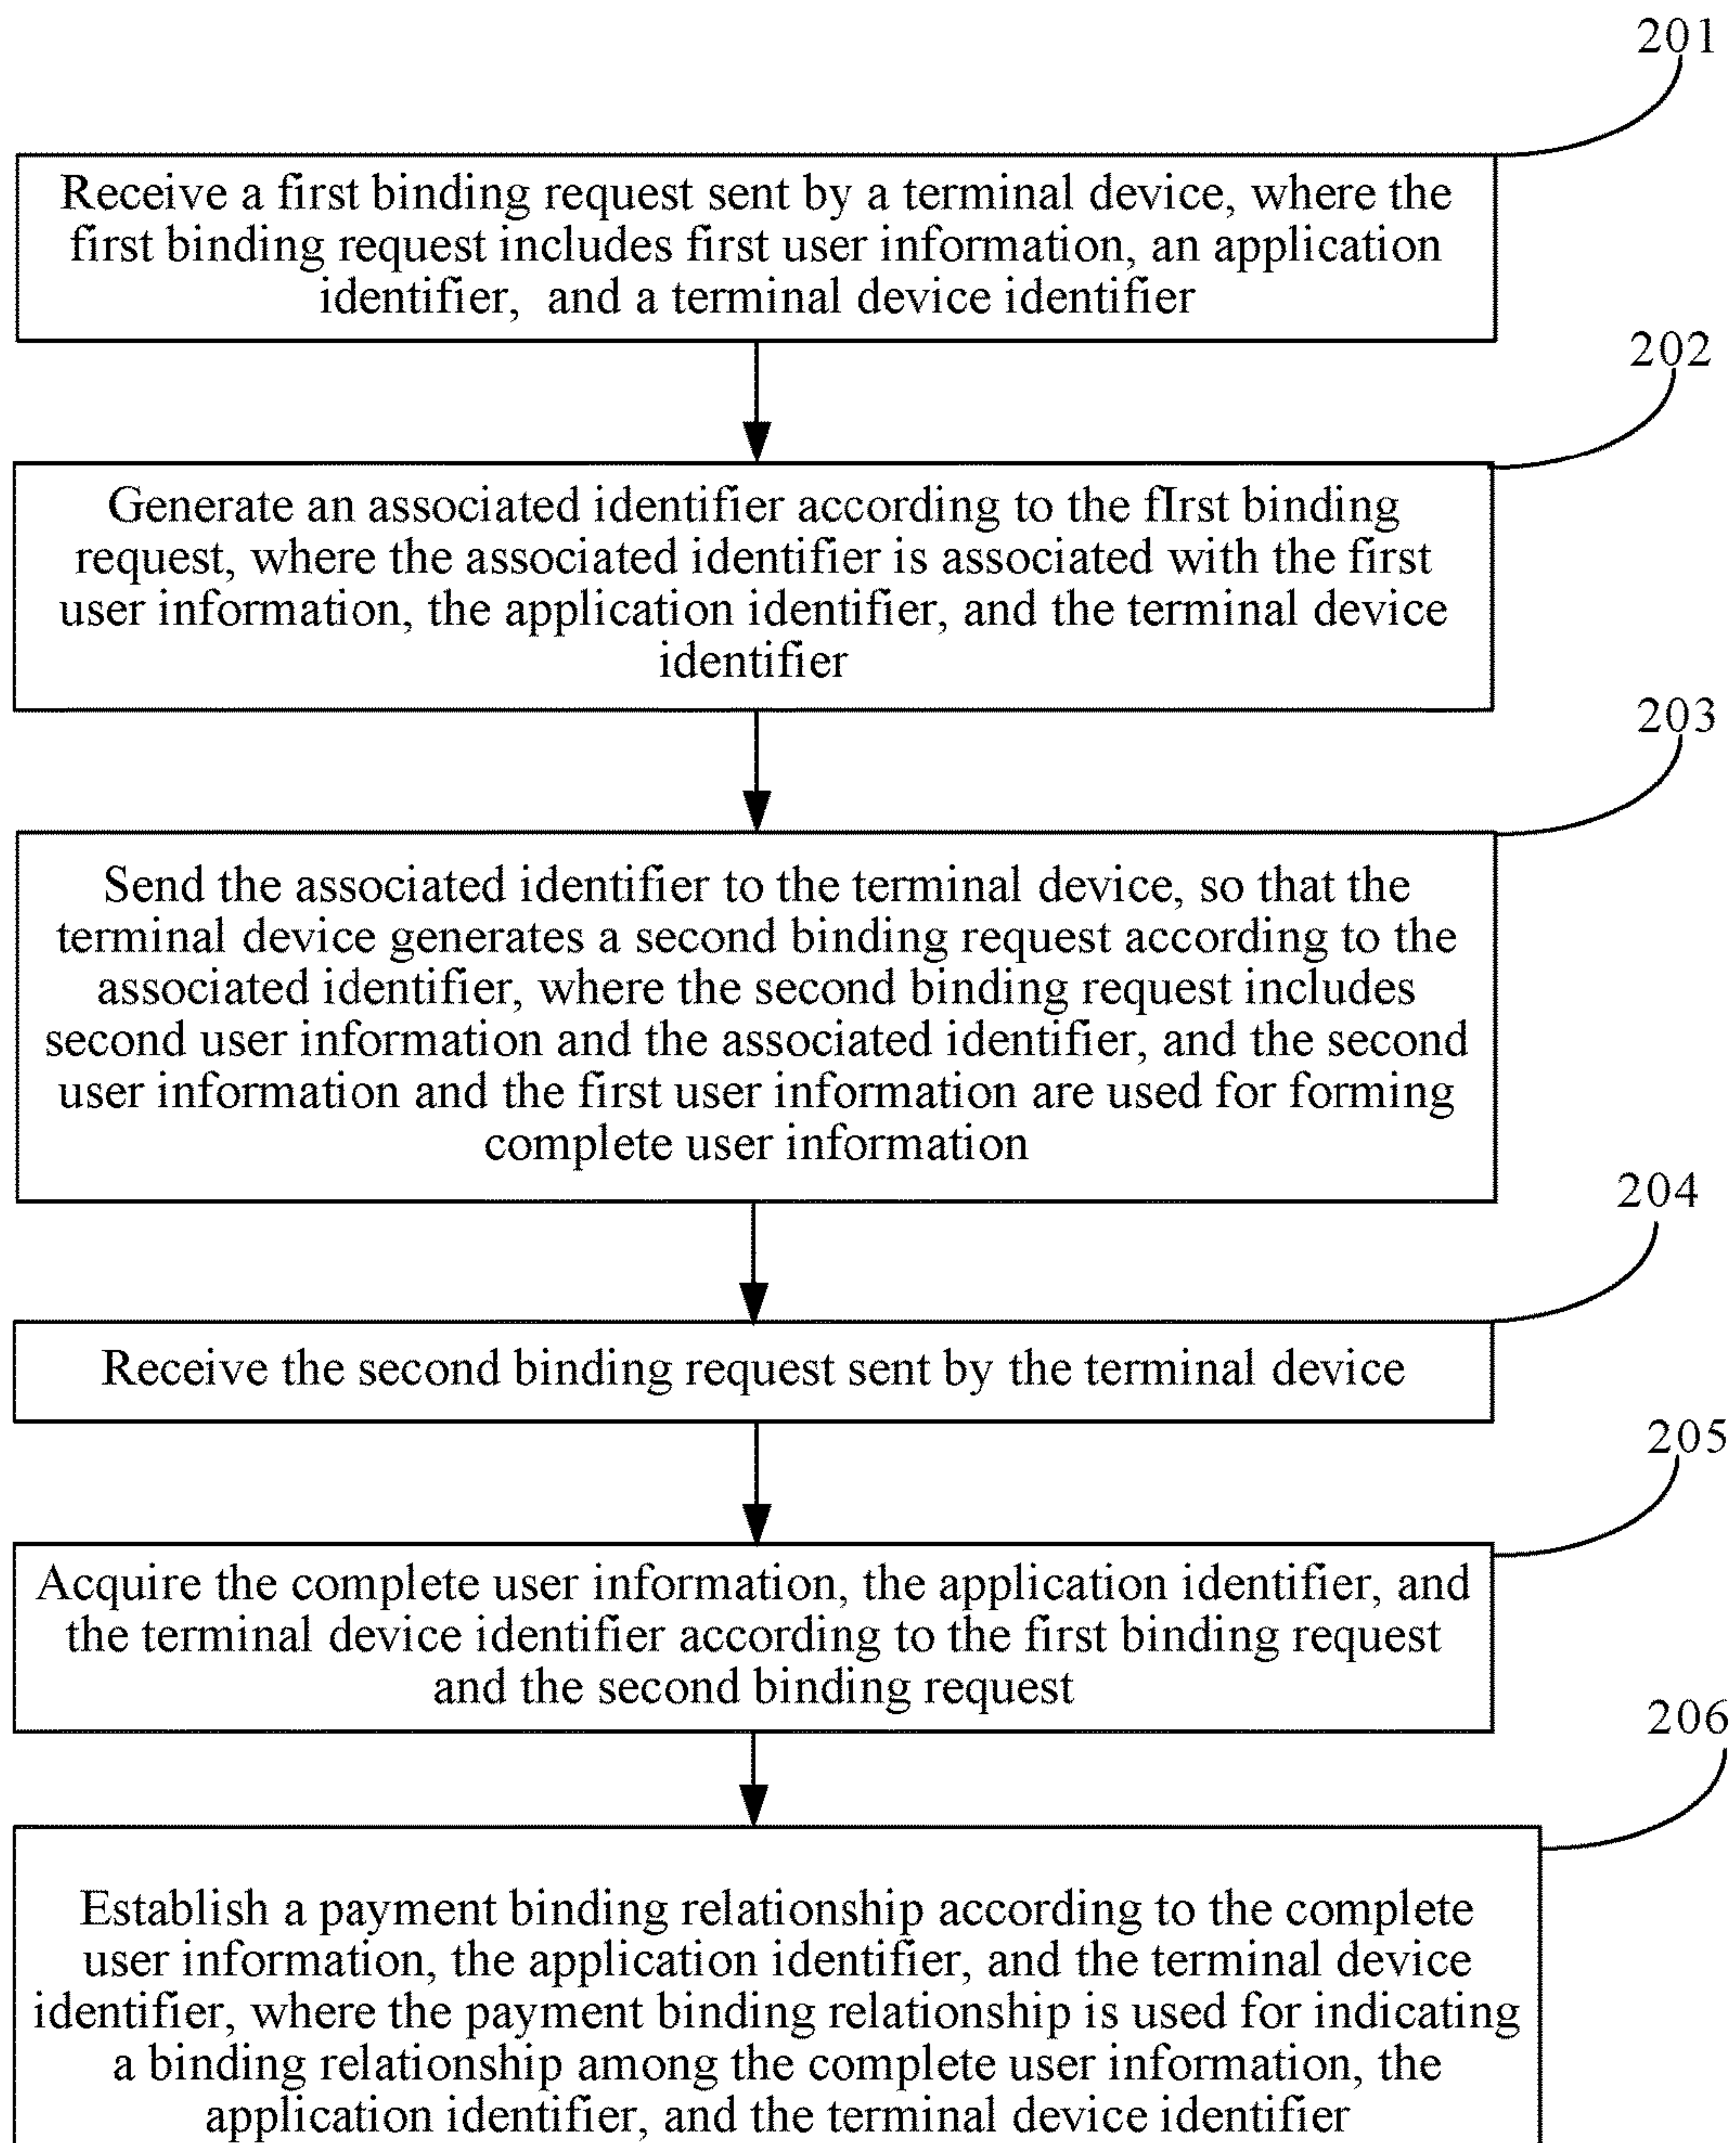 201
Receive a first binding request sent by a terminal device, where the
first binding request includes first user information, an application
identifier,  and a terminal device identifier
202
Generate an associated identifier according to the fIrst binding
request, where the associated identifier is associated with the first
user information, the application identifier, and the terminal device
identifier
203
Send the associated identifier to the terminal device, so that the
terminal device generates a second binding request according to the
associated identifier, where the second binding request includes
second user information and the associated identifier, and the second
user information and the first user information are used for forming
complete user information
204
Receive the second binding request sent by the terminal device
205
Acquire the complete user information, the application identifier, and
the terminal device identifier according to the first binding request
and the second binding request
206
Establish a payment binding relationship according to the complete
user information, the application identifier, and the terminal device
identifier, where the payment binding relationship is used for indicating
a binding relationship among the complete user information, the
application identifier, and the terminal device identifier